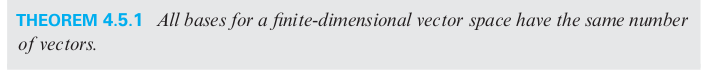 THEOREM 4.5.1 All bases for a finite-dimensional vector space have the same number
of vectors.